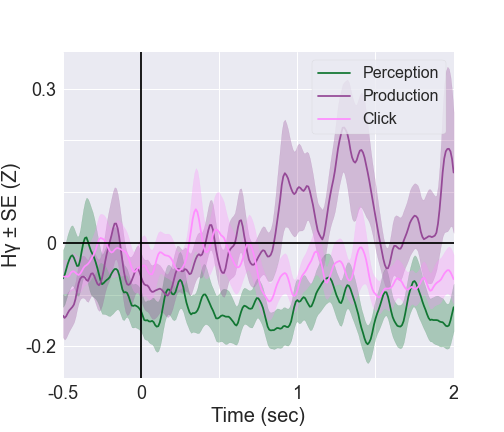 Perception
Production
Click
0.3
0
-0.2
Hγ ± SE (Z)
-0.5
0
1
2
Time (sec)